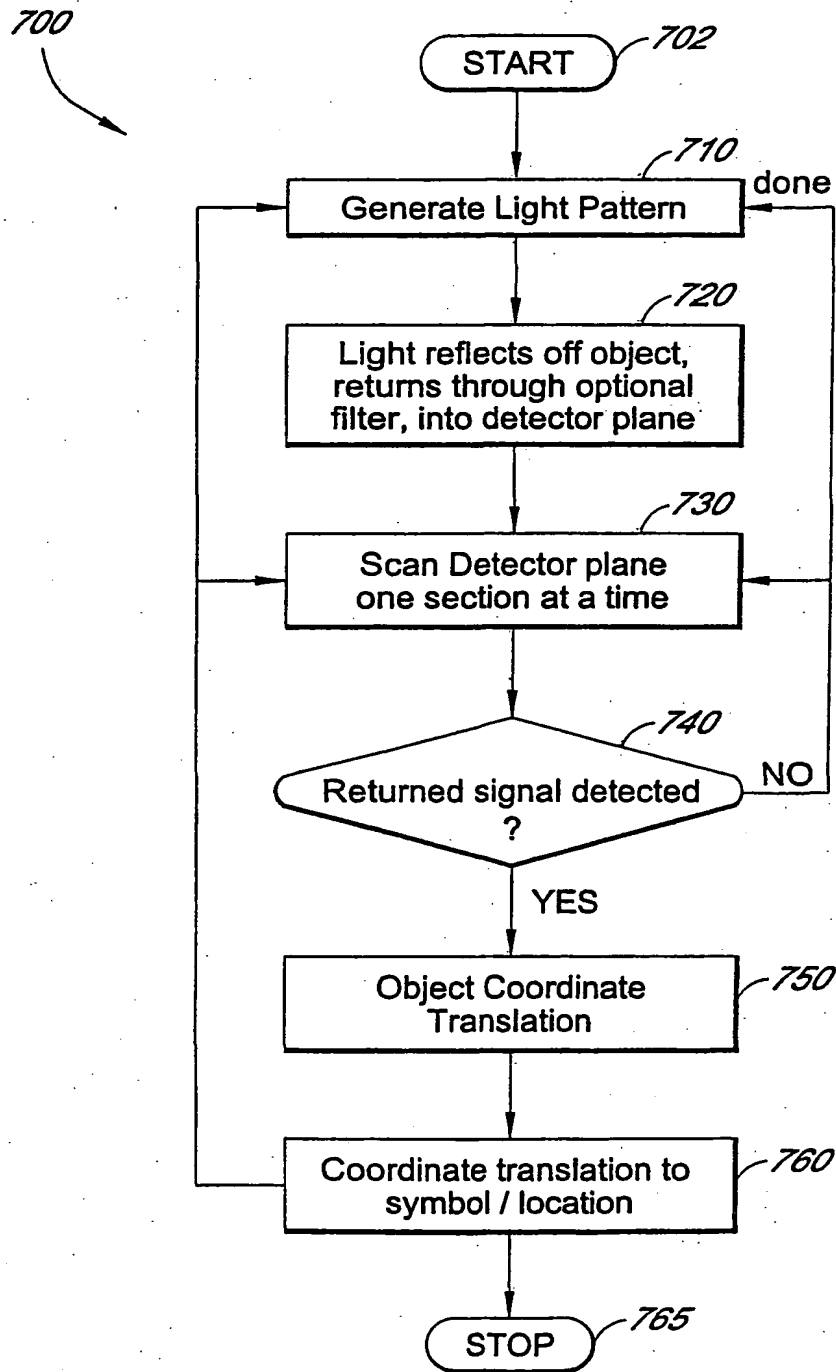 700
START
702
710
Generate Light Pattern
done
720
Light reflects off object,
returns through optional
filter, into detector plane
730
Scan Detector plane
one section at a time
740
Returned signal detected
?
NO
YES
Object Coordinate
Translation
750
Coordinate translation to
symbol / location
760
STOP
765